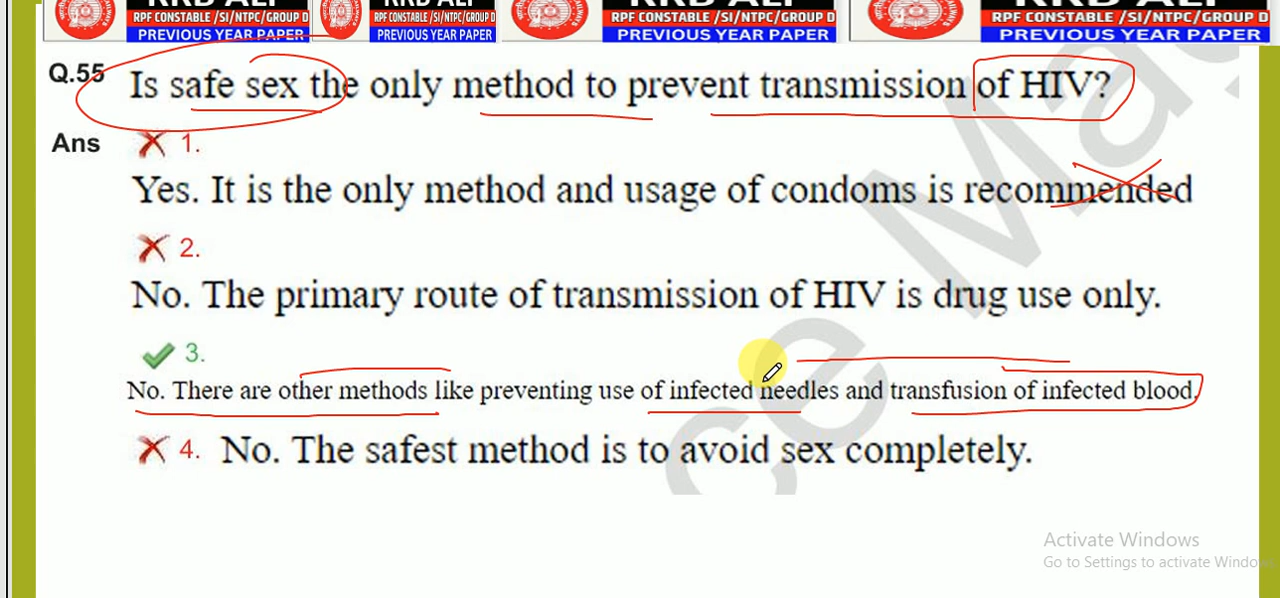 RPF CONSTABLE /SI/NTPC/GROUP D RPF CONSTABLE /SI/NTPC/GROUP D RPF CONSTABLE /SI/NTPC/GROUP D RPF CONSTABLE /SI/NTPC/GROUP D
PREVIOUS YEAR PAPER PREVIOUS YEAR PAPER PREVIOUS YEAR PAPER PREVIOUS YEAR PAPER
Q.55 Is safe sex the only method to prevent transmission of HIV?
Ans 1.
Yes. It is the only method and usage of condoms is recommended
2.
No. The primary route of transmission of HIV is drug use only.
3.
No. There are other methods like preventing use of infected needles and transfusion of infected blood.
4. No. The safest method is to avoid sex completely.
Activate Windows
Go to Settings to activate Windo